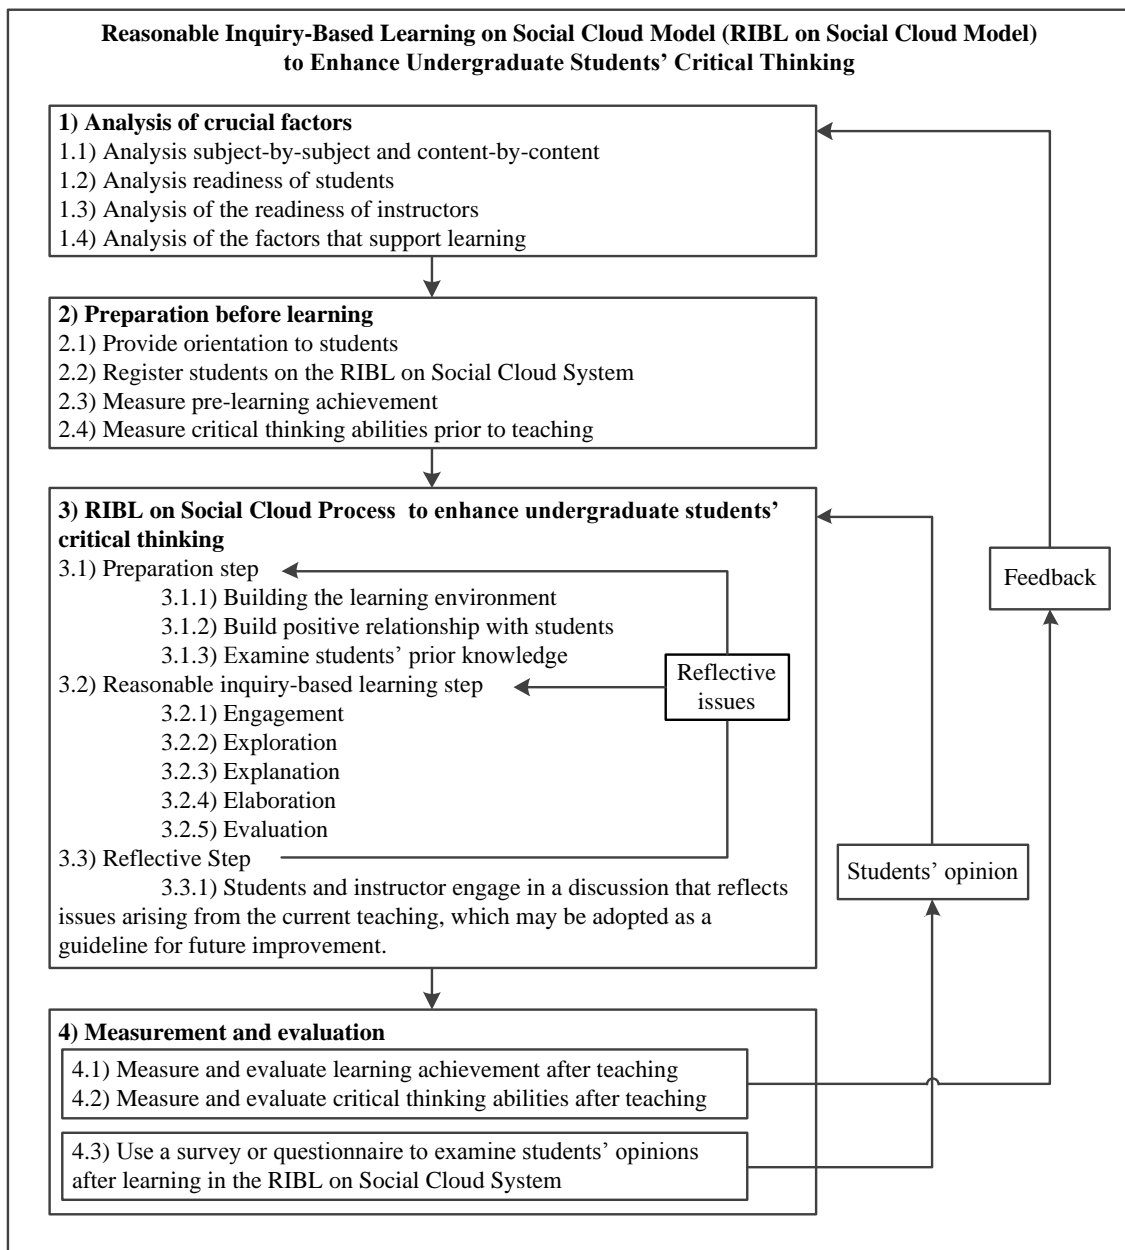 Reasonable Inquiry-Based Learning on Social Cloud Model (RIBL on Social Cloud Model)
to Enhance Undergraduate Students’ Critical Thinking
1) Analysis of crucial factors
1.1) Analysis subject-by-subject and content-by-content
1.2) Analysis readiness of students
1.3) Analysis of the readiness of instructors
1.4) Analysis of the factors that support learning
2) Preparation before learning
2.1) Provide orientation to students
2.2) Register students on the RIBL on Social Cloud System
2.3) Measure pre-learning achievement
2.4) Measure critical thinking abilities prior to teaching
3) RIBL on Social Cloud Process to enhance undergraduate students’
critical thinking
3.1) Preparation step
3.1.1) Building the learning environment
3.1.2) Build positive relationship with students
3.1.3) Examine students’ prior knowledge
3.2) Reasonable inquiry-based learning step
3.2.1) Engagement
3.2.2) Exploration
3.2.3) Explanation
3.2.4) Elaboration
3.2.5) Evaluation
3.3) Reflective Step
3.3.1) Students and instructor engage in a discussion that reflects
issues arising from the current teaching, which may be adopted as a
guideline for future improvement.
Reflective
issues
4) Measurement and evaluation
4.1) Measure and evaluate learning achievement after teaching
4.2) Measure and evaluate critical thinking abilities after teaching
4.3) Use a survey or questionnaire to examine students’ opinions
after learning in the RIBL on Social Cloud System
Students’ opinion
Feedback